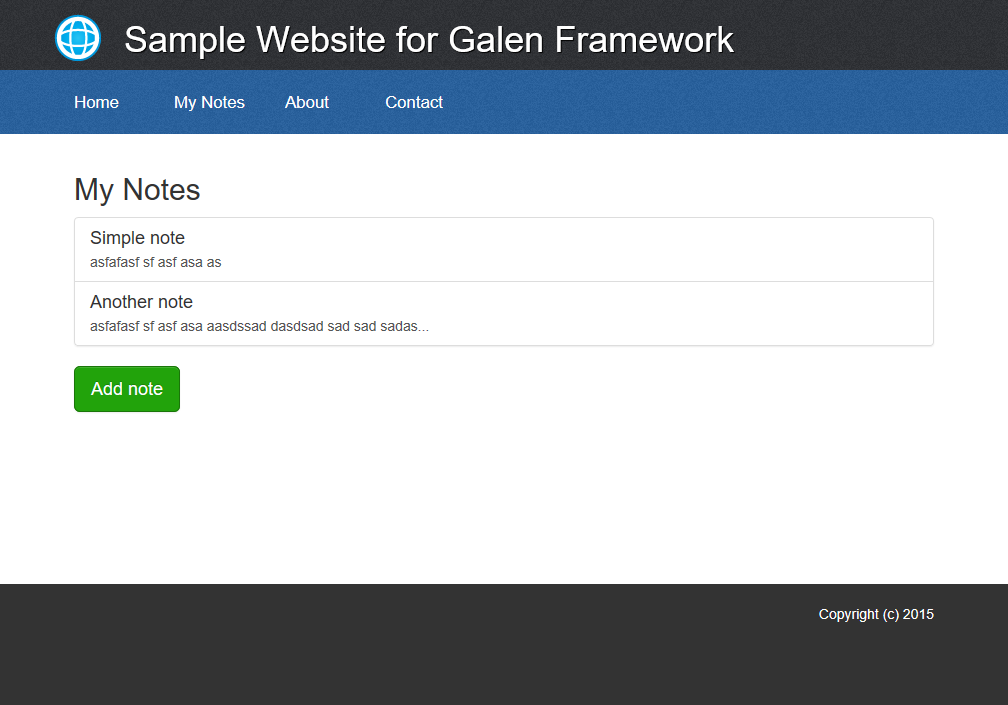 Sample Website for Galen Framework
Home My Notes About Contact
My Notes
Simple note
asfafasf sf asf asa as
Another note
asfafasf sf asf asa aasdssad dasdsad sad sad sadas...
Add note
Copyright (c) 2015